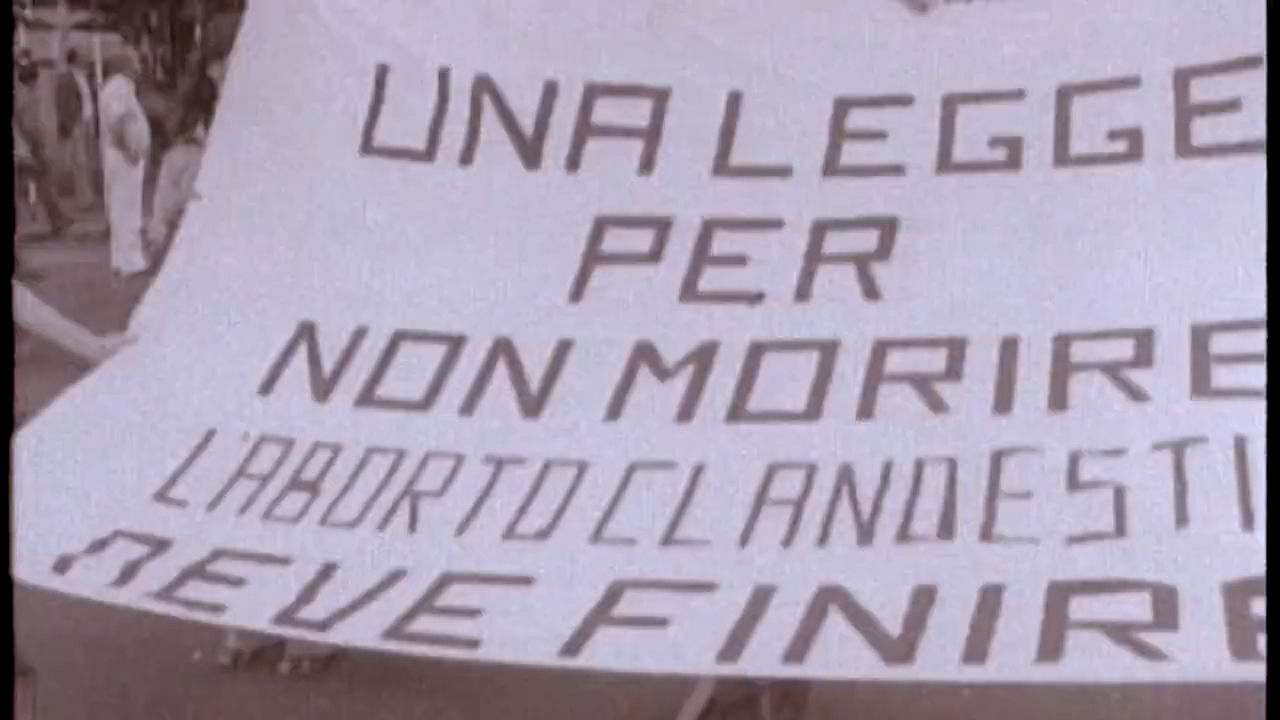 UNA LEGGE
PER
NON MORIRE
L'ABORTO CLANDESTI
DEVE FINIRE